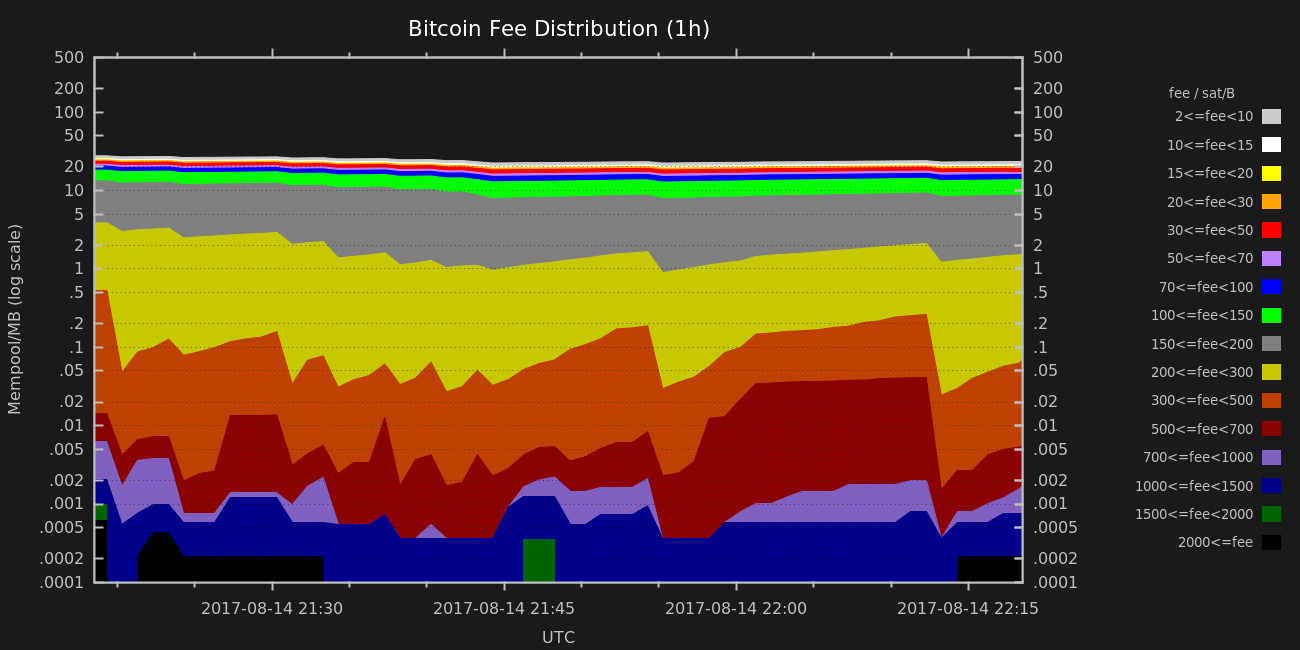 Bitcoin Fee Distribution (1h)
Mempool/MB (log scale)
500
200
100
50
20
10
5
2
1
.5
.2
.1
.05
.02
.01
.005
.002
.001
.0005
.0002
.0001
500
200
100
50
20
10
5
2
1
.5
.2
.1
.05
.02
.01
.005
.002
.001
.0005
.0002
.0001
2017-08-14 21:30 2017-08-14 21:45 2017-08-14 22:00 2017-08-14 22:15
UTC
fee / sat/B
2<=fee<10
10<=fee<15
15<=fee<20
20<=fee<30
30<=fee<50
50<=fee<70
70<=fee<100
100<=fee<150
150<=fee<200
200<=fee<300
300<=fee<500
500<=fee<700
700<=fee<1000
1000<=fee<1500
1500<=fee<2000
2000<=fee